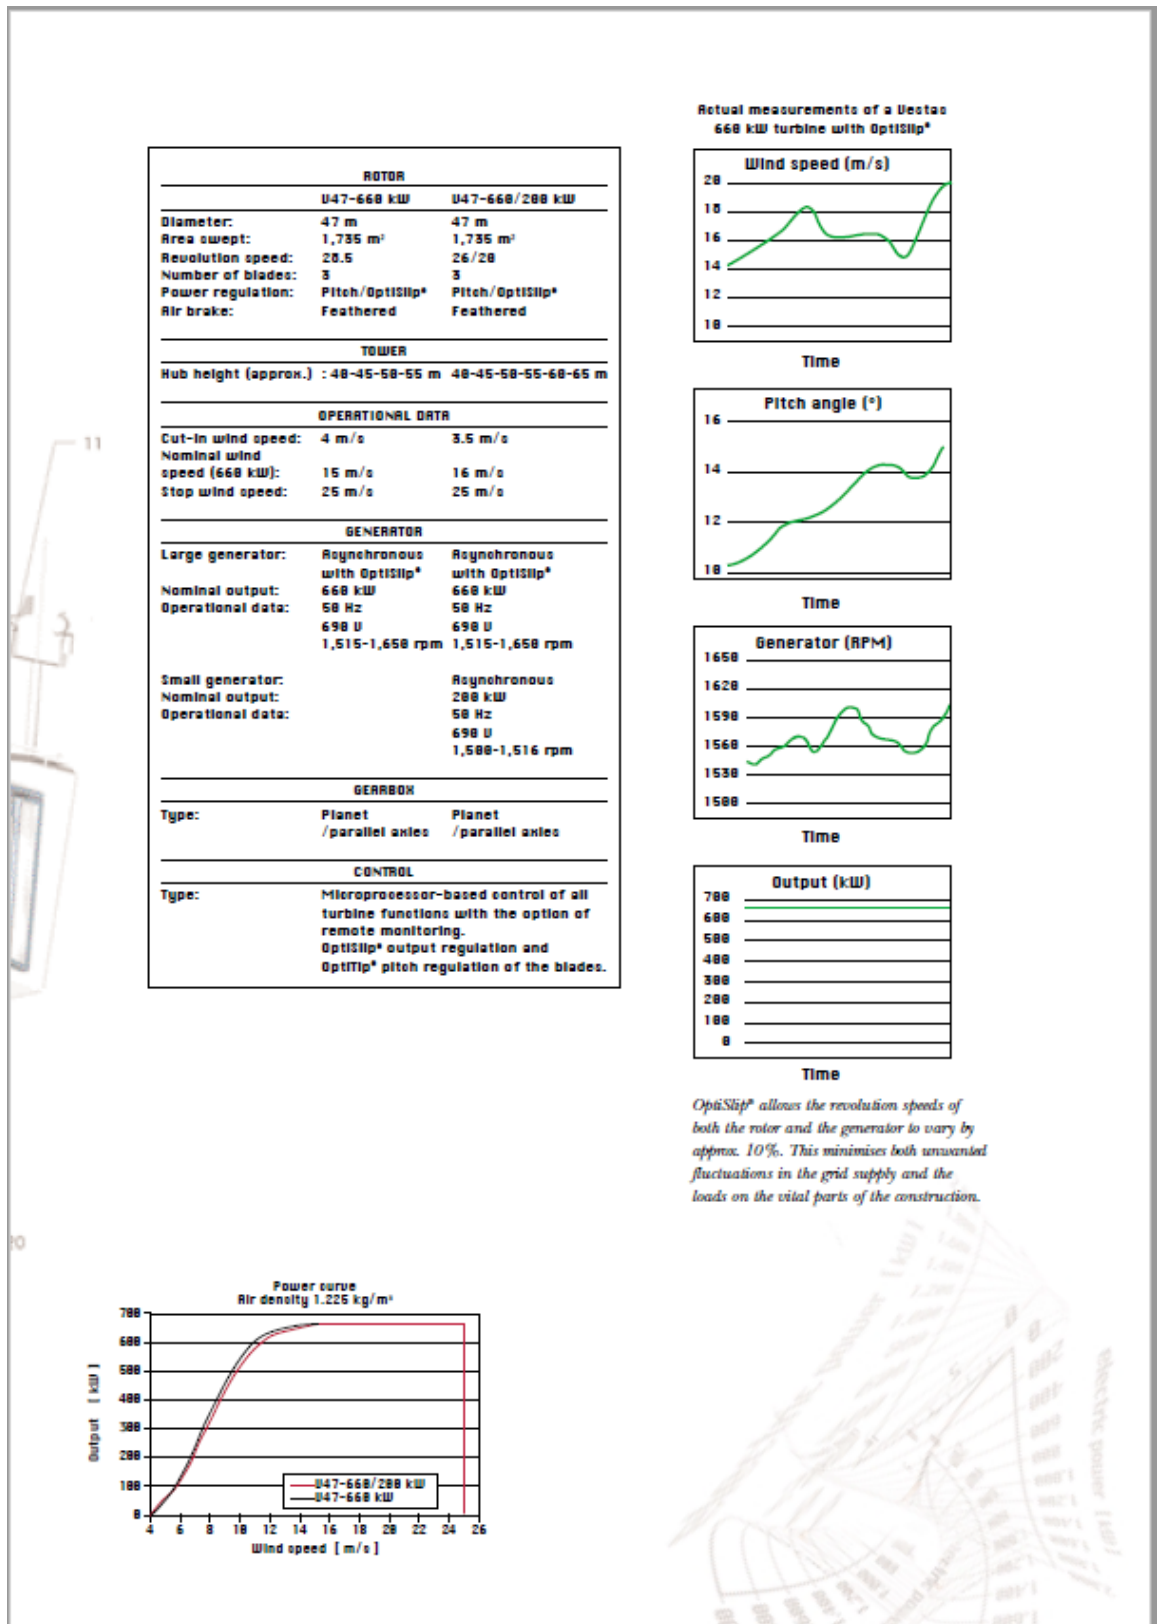 ROTOR
V47-660 kW V47-660/200 kW
Diameter: 47 m 47 m
Area swept: 1,735 m² 1,735 m²
Revolution speed: 28.5 26/20
Number of blades: 3 3
Power regulation: Pitch/OptiSlip® Pitch/OptiSlip®
Air brake: Feathered Feathered
TOWER
Hub height (approx.) : 40-45-50-55 m 40-45-50-55-60-65 m
OPERATIONAL DATA
Cut-in wind speed: 4 m/s 3.5 m/s
Nominal wind
speed (660 kW): 15 m/s 16 m/s
Stop wind speed: 25 m/s 25 m/s
GENERATOR
Large generator: Asynchronous Asynchronous
with OptiSlip® with OptiSlip®
Nominal output: 660 kW 660 kW
Operational data: 50 Hz 50 Hz
690 V 690 V
1,515-1,650 rpm 1,515-1,650 rpm
Small generator: Asynchronous
Nominal output: 200 kW
Operational data: 50 Hz
690 V
1,500-1,516 rpm
GEARBOX
Type: Planet Planet
/parallel axles /parallel axles
CONTROL
Type: Microprocessor-based control of all
turbine functions with the option of
remote monitoring.
OptiSlip® output regulation and
OptiTip® pitch regulation of the blades.
Actual measurements of a Vestas
660 kW turbine with OptiSlip®
Wind speed (m/s)
20
18
16
14
12
10
Time
Pitch angle (°)
16
14
12
10
Time
Generator (RPM)
1650
1620
1590
1560
1530
1500
Time
Output (kW)
700
600
500
400
300
200
100
0
Time
OptiSlip® allows the revolution speeds of
both the rotor and the generator to vary by
approx. 10%. This minimises both unwanted
fluctuations in the grid supply and the
loads on the vital parts of the construction.
11
Power curve
Air density 1.225 kg/m³
Output [ kW ]
700
600
500
400
300
200
100
0
V47-660/200 kW
V47-660 kW
4 6 8 10 12 14 16 18 20 22 24 26
Wind speed [ m/s ]
electric power [ kW ]